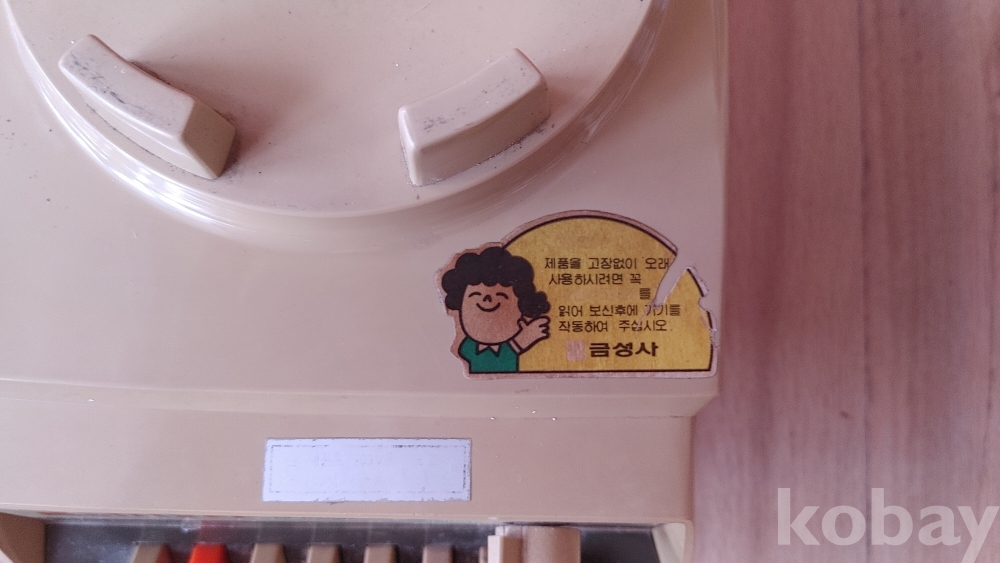 제품을 고장없이 오래
사용하시려면 꼭
를
읽어 보신후에 기기를
작동하여 주십시오.
금성사
kobay